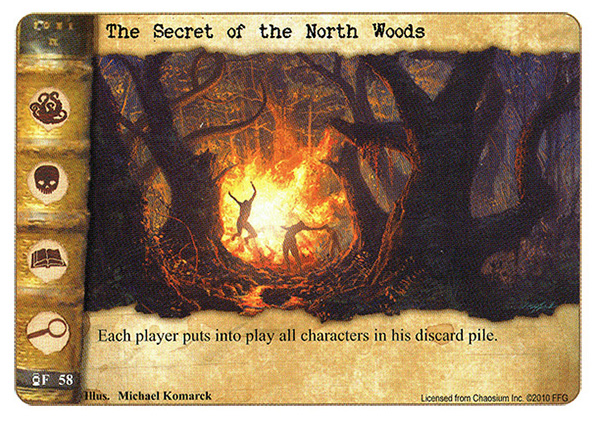 The Secret of the North Woods
Each player puts into play all characters in his discard pile.
F 58
Illus. Michael Komarck
Licensed from Chaosium Inc. ©2010 FFG